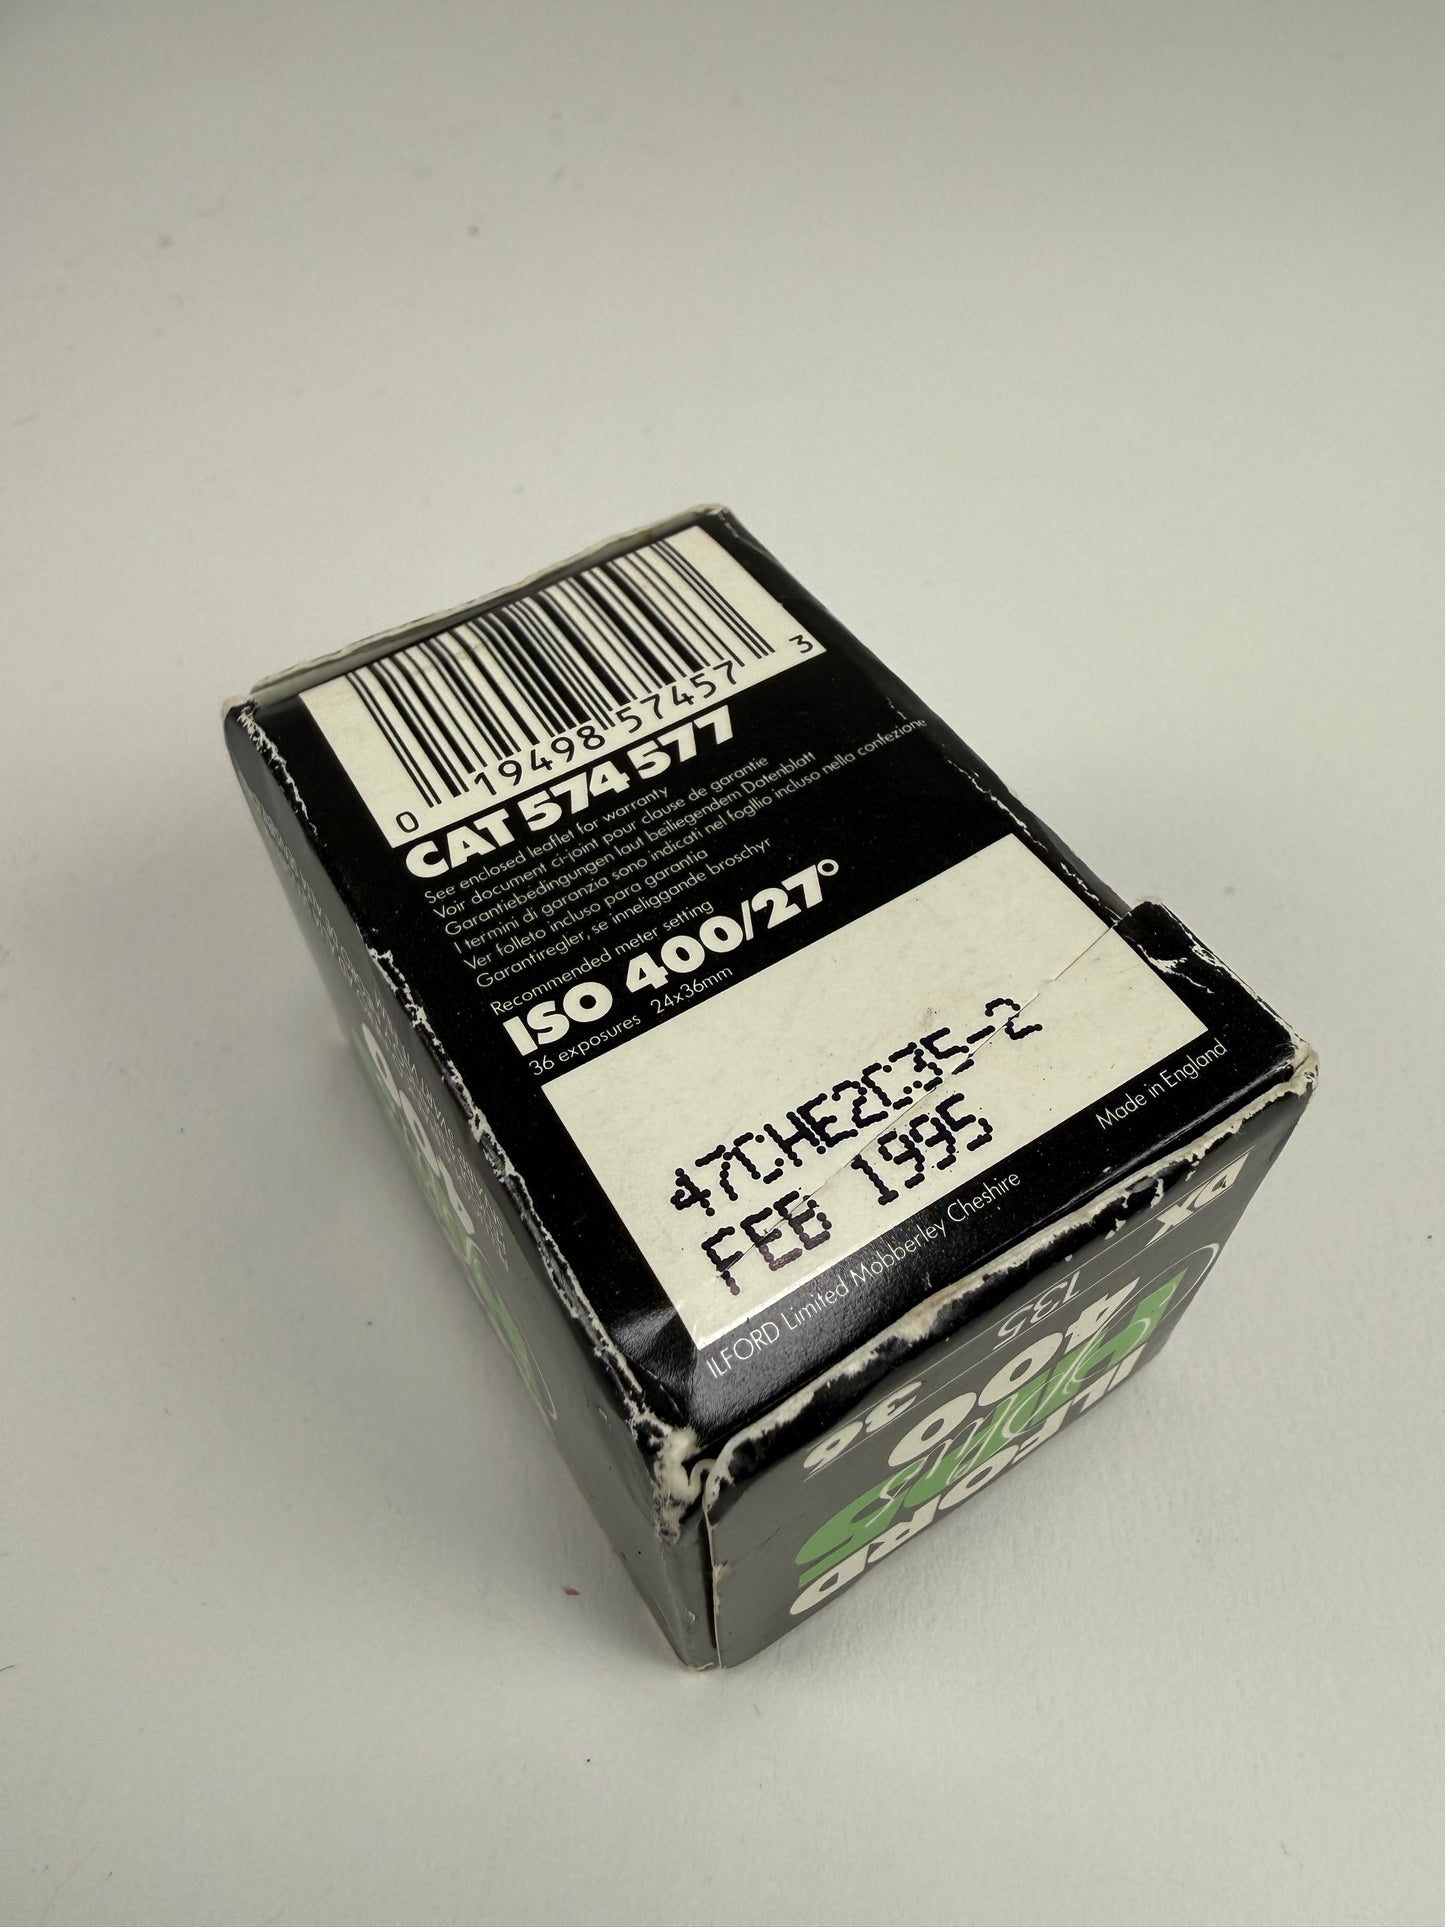 0 19498 57457 3
CAT 574 577
See enclosed leaflet for warranty
Voir document ci-joint pour clause de garantie
Garantiebedingungen laut beiliegendem Datenblatt
I termini di garanzia sono indicati nel fogllio incluso nella confezione
Ver folleto incluso para garantia
Garantiregler, se inneliggande broschyr
Recommended meter setting
ISO 400/27°
36 exposures 24x36mm
47CHE2C35-2
FEB 1995
ILFORD Limited Mobberley Cheshire
Made in England
ILFORD
HP5
plus
400
135
36
DX